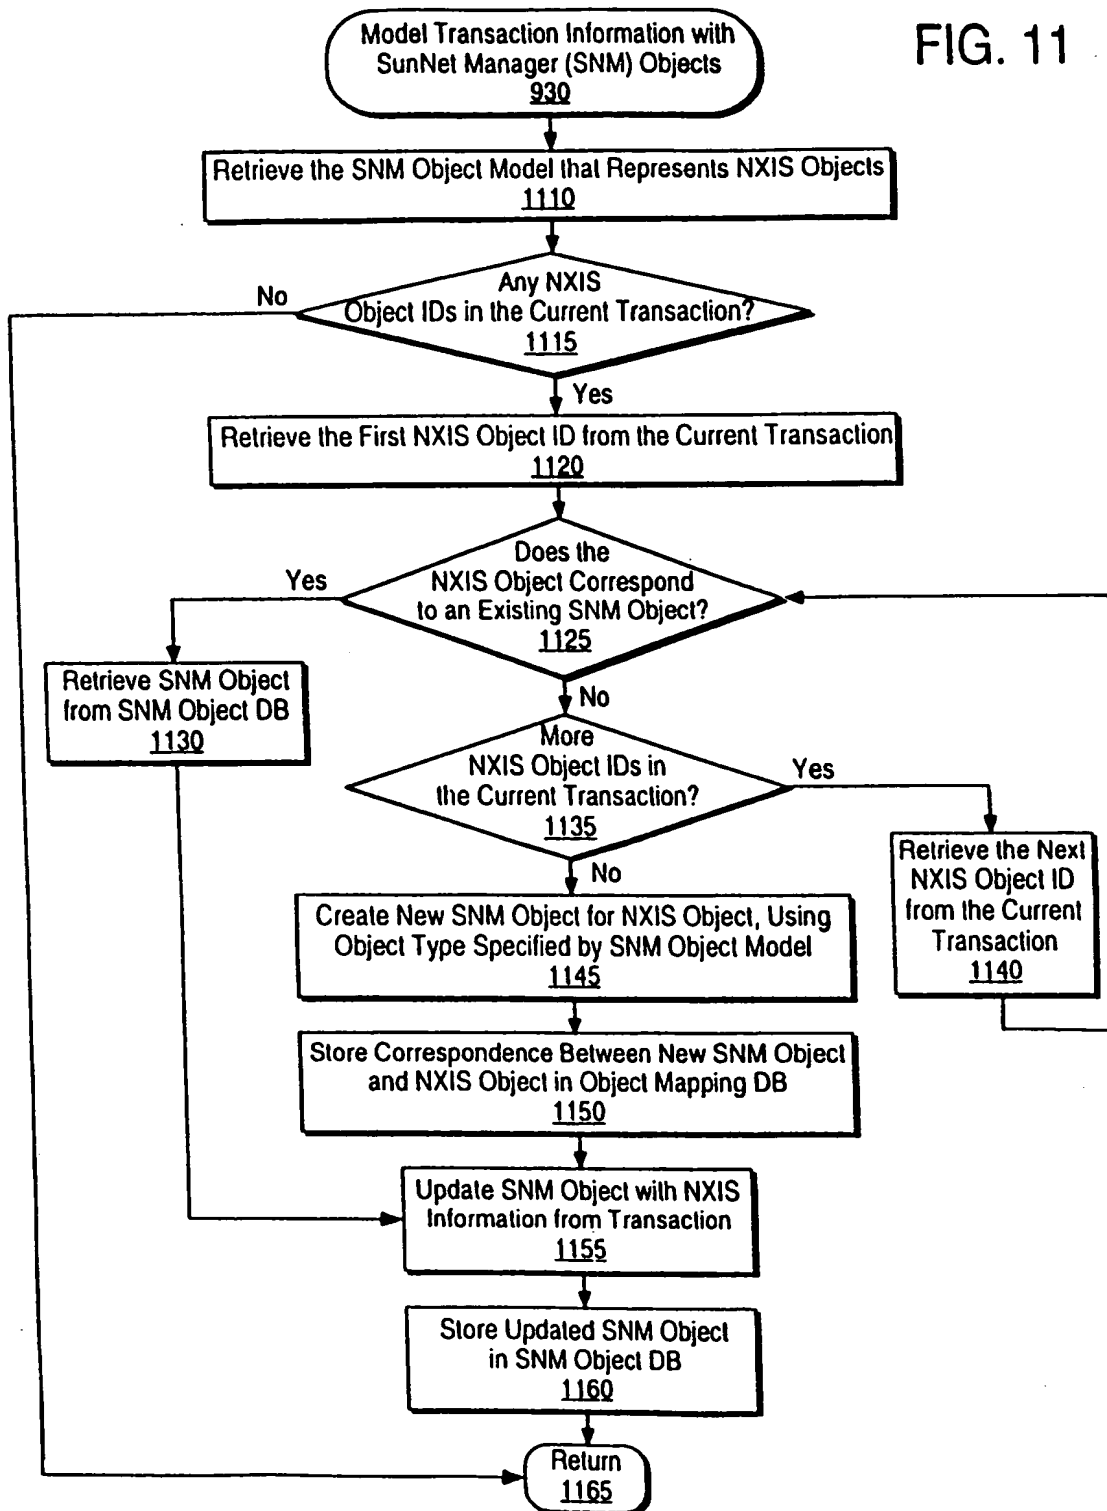 FIG. 11
Model Transaction Information with
SunNet Manager (SNM) Objects
930
Retrieve the SNM Object Model that Represents NXIS Objects
1110
Any NXIS
Object IDs in the Current Transaction?
1115
No
Yes
Retrieve the First NXIS Object ID from the Current Transaction
1120
Does the
NXIS Object Correspond
to an Existing SNM Object?
1125
Yes
No
Retrieve SNM Object
from SNM Object DB
1130
More
NXIS Object IDs in
the Current Transaction?
1135
Yes
No
Retrieve the Next
NXIS Object ID
from the Current
Transaction
1140
Create New SNM Object for NXIS Object, Using
Object Type Specified by SNM Object Model
1145
Store Correspondence Between New SNM Object
and NXIS Object in Object Mapping DB
1150
Update SNM Object with NXIS
Information from Transaction
1155
Store Updated SNM Object
in SNM Object DB
1160
Return
1165